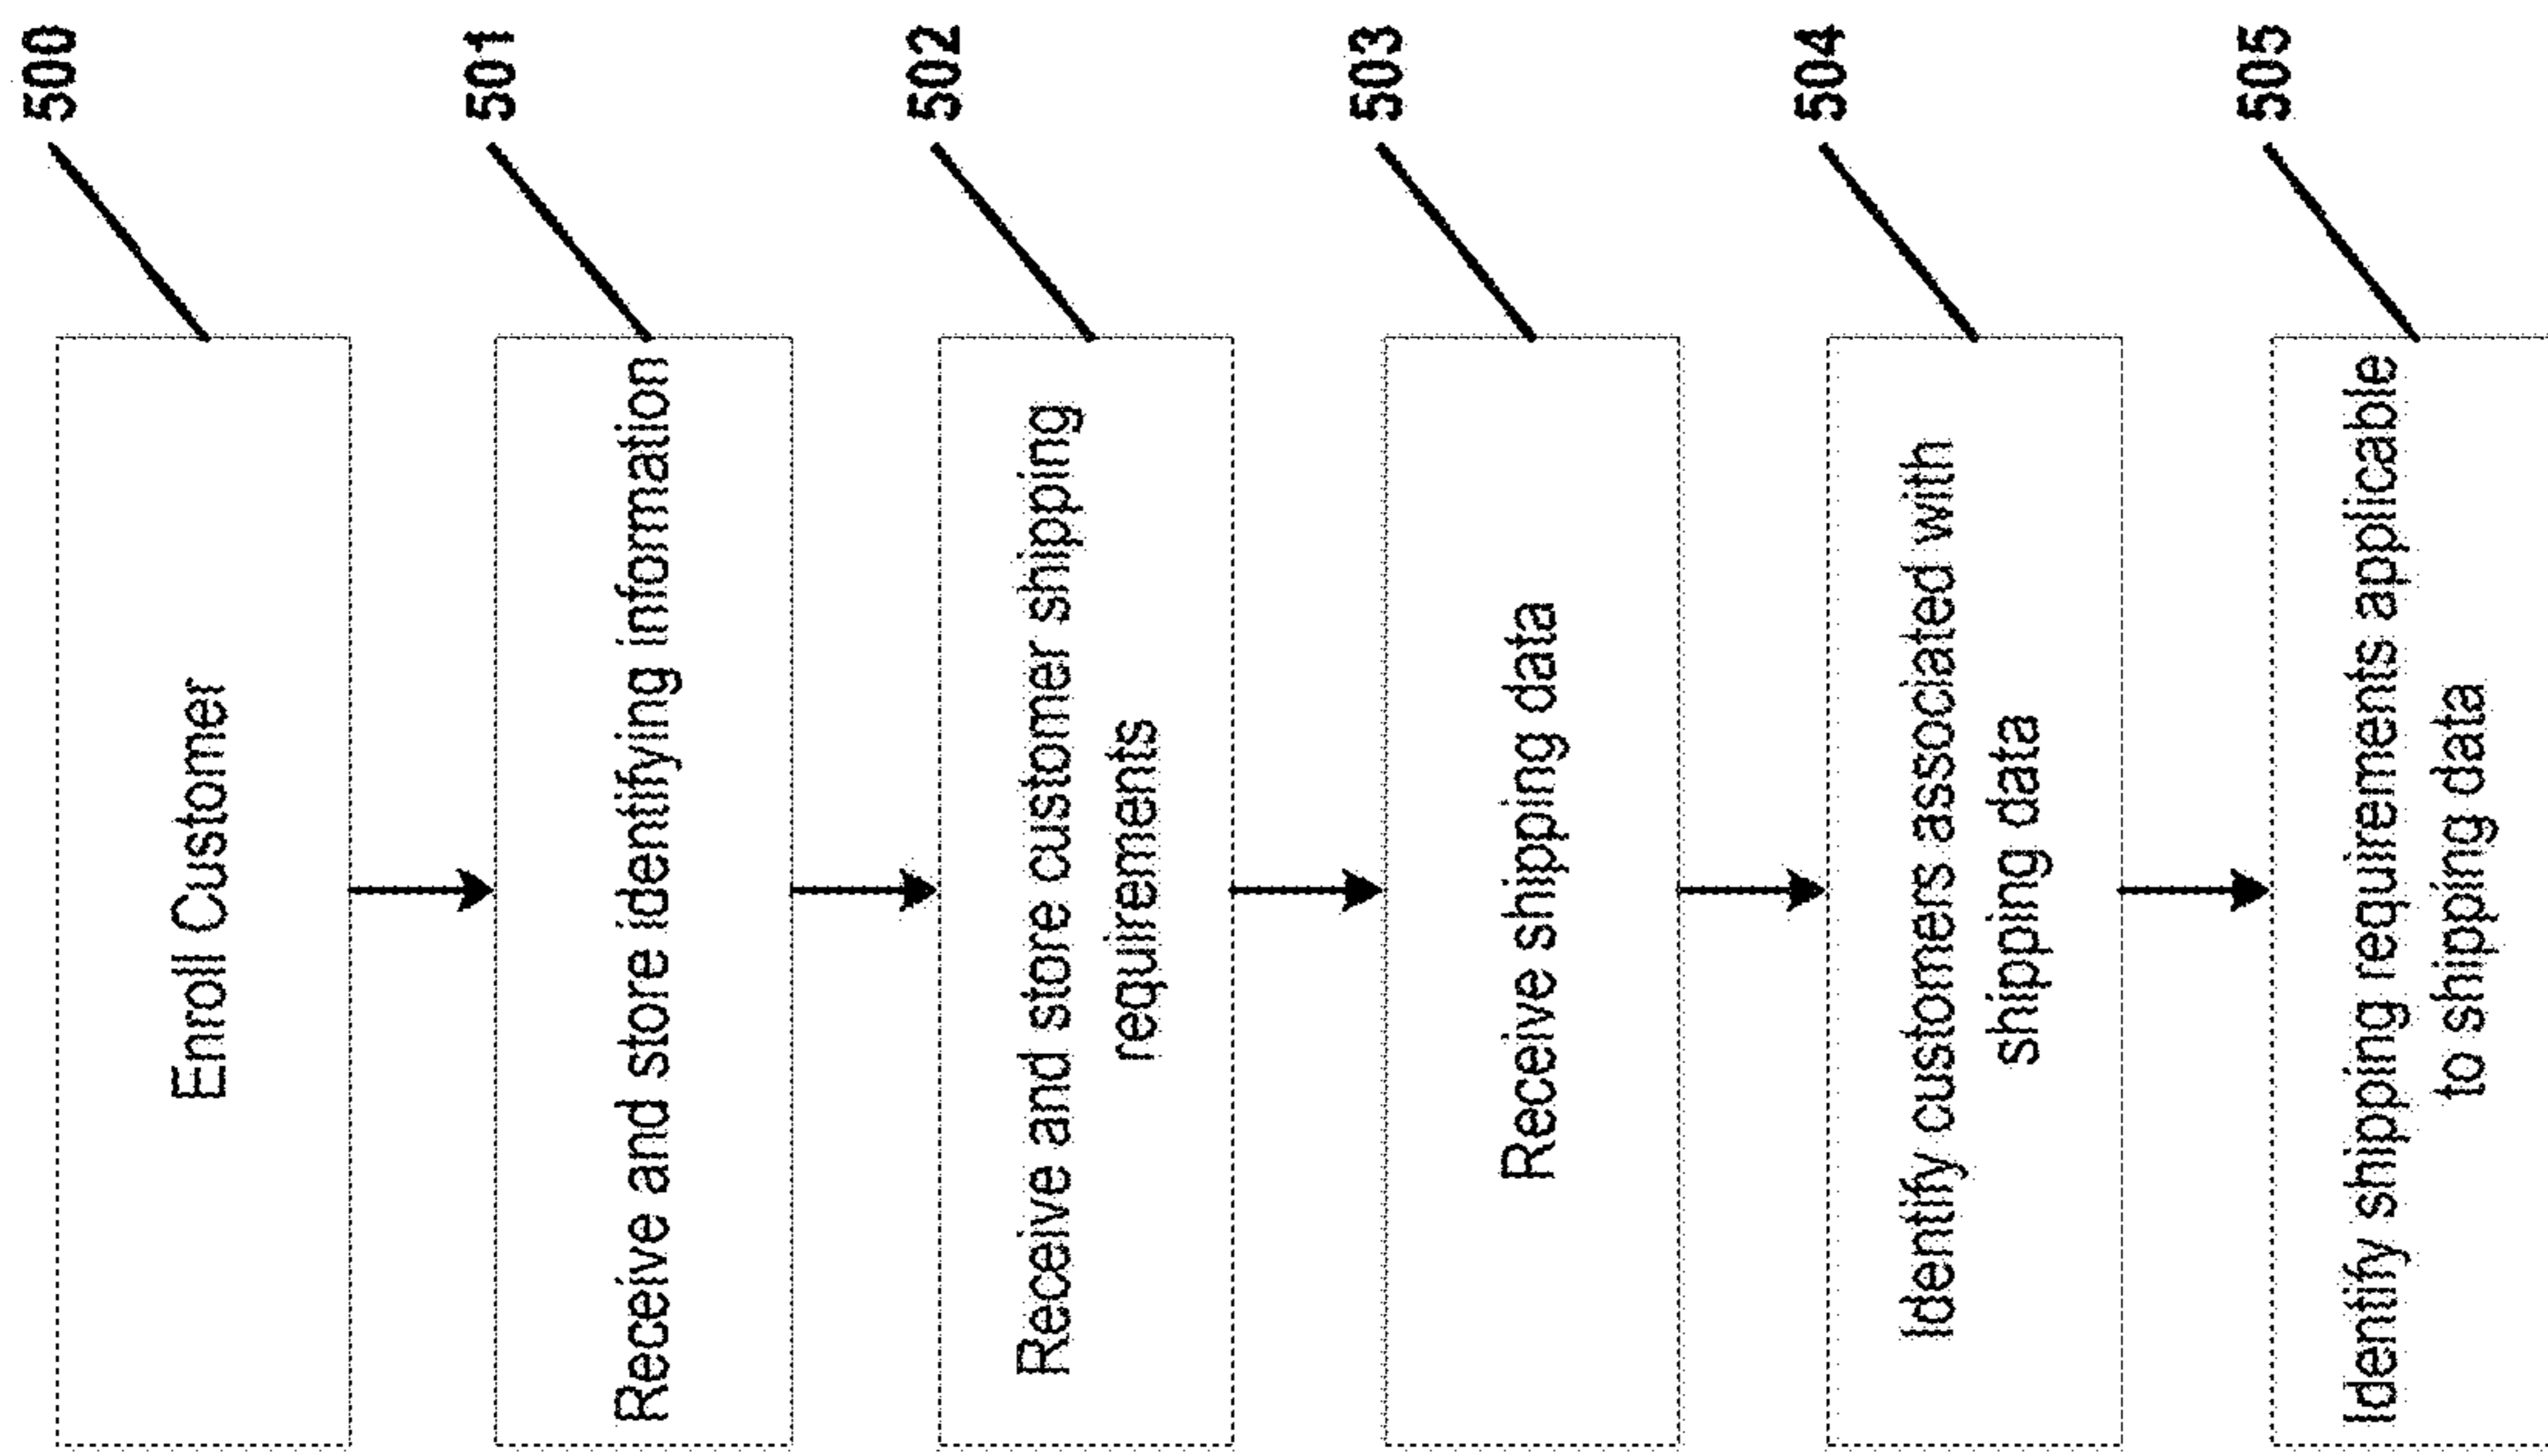 500
Enroll Customer
501
Receive and store identifying information
502
Receive and store customer shipping
requirements
503
Receive shipping data
504
Identify customers associated with
shipping data
505
Identify shipping requirements applicable
to shipping data